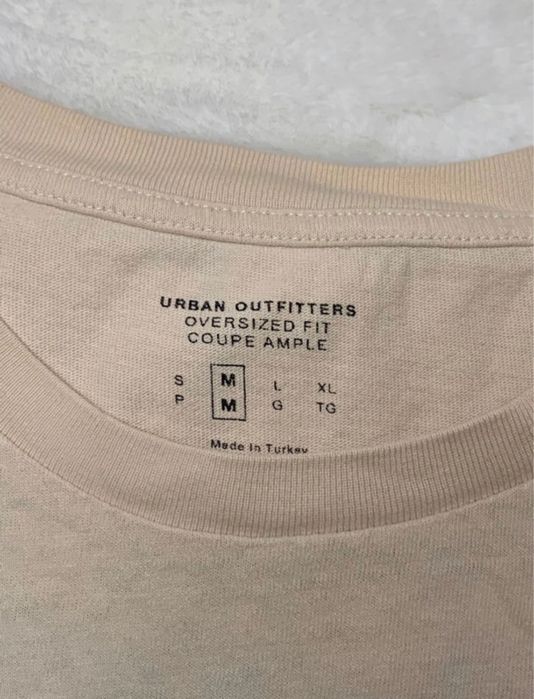 URBAN OUTFITTERS
OVERSIZED FIT
COUPE AMPLE
S M L XL
P M G TG
Made in Turkey